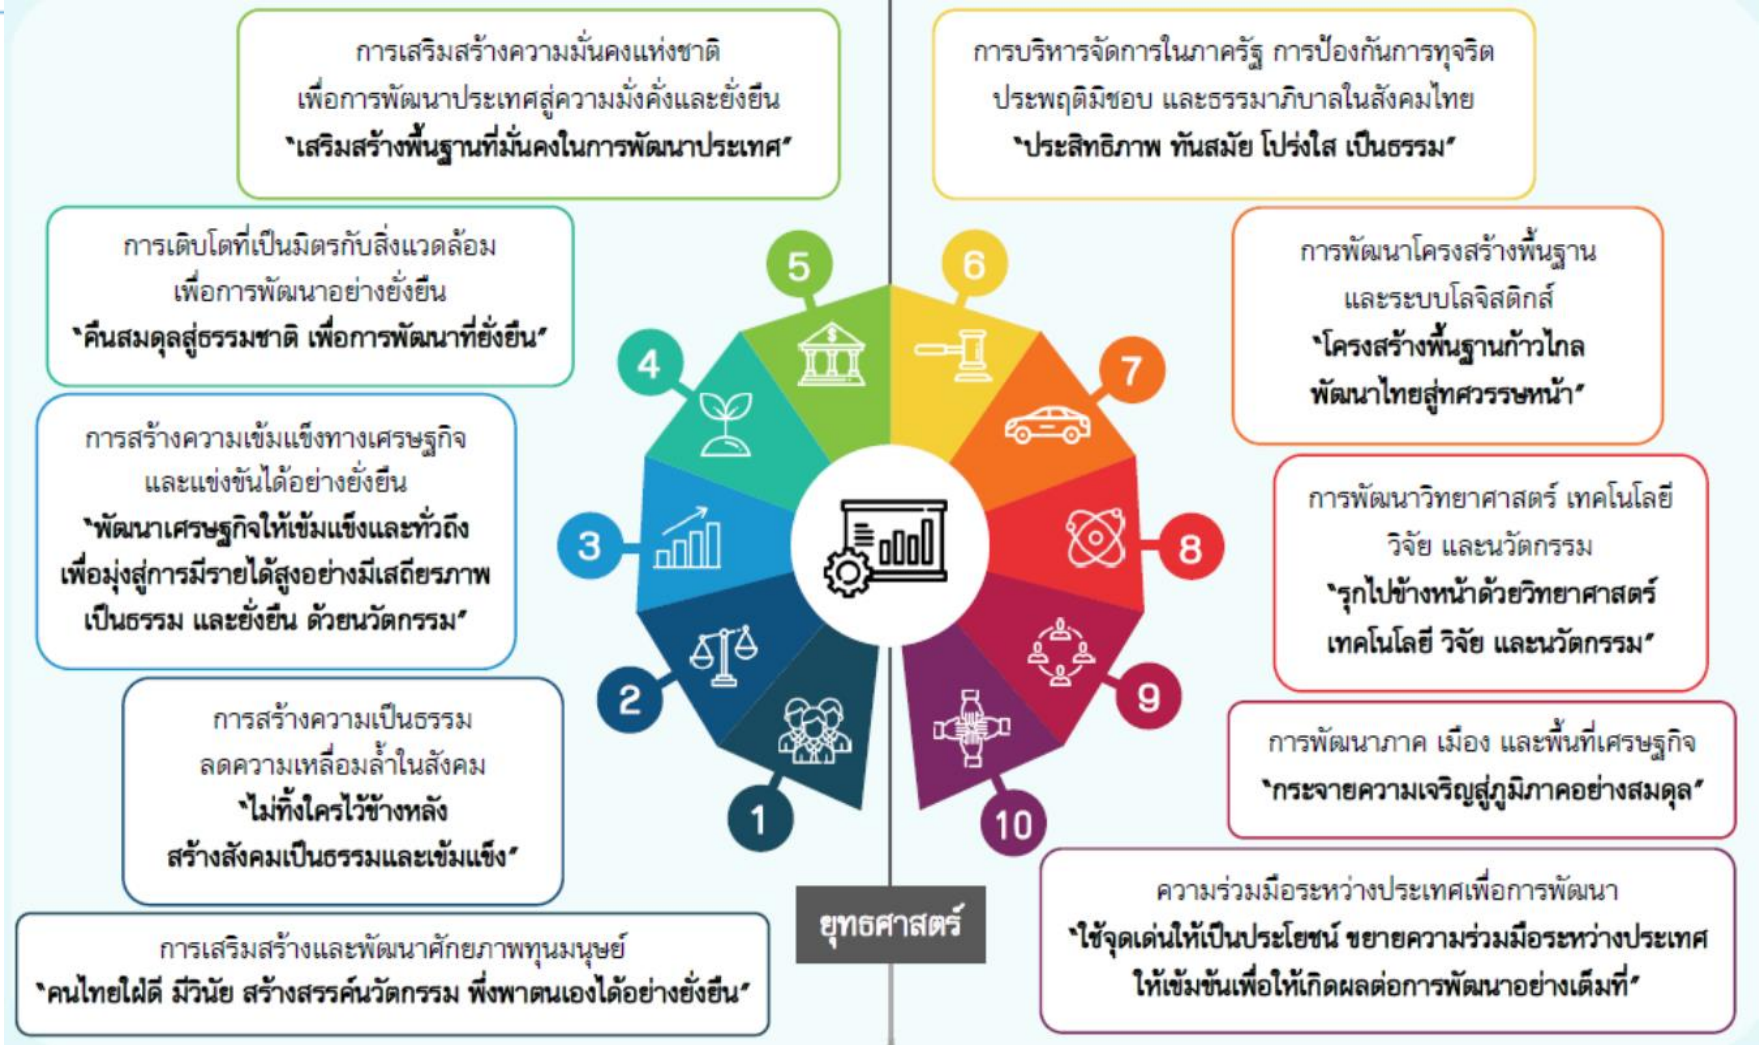 การเสริมสร้างความมั่นคงแห่งชาติ
เพื่อการพัฒนาประเทศสู่ความมั่งคั่งและยั่งยืน
“เสริมสร้างพื้นฐานที่มั่นคงในการพัฒนาประเทศ”
การบริหารจัดการในภาครัฐ การป้องกันการทุจริต
ประพฤติมิชอบ และธรรมาภิบาลในสังคมไทย
“ประสิทธิภาพ ทันสมัย โปร่งใส เป็นธรรม”
การเติบโตที่เป็นมิตรกับสิ่งแวดล้อม
เพื่อการพัฒนาอย่างยั่งยืน
“คืนสมดุลสู่ธรรมชาติ เพื่อการพัฒนาที่ยั่งยืน”
การพัฒนาโครงสร้างพื้นฐาน
และระบบโลจิสติกส์
“โครงสร้างพื้นฐานก้าวไกล
พัฒนาไทยสู่ทศวรรษหน้า”
การสร้างความเข้มแข็งทางเศรษฐกิจ
และแข่งขันได้อย่างยั่งยืน
“พัฒนาเศรษฐกิจให้เข้มแข็งและทั่วถึง
เพื่อมุ่งสู่การมีรายได้สูงอย่างมีเสถียรภาพ
เป็นธรรม และยั่งยืน ด้วยนวัตกรรม”
การพัฒนาวิทยาศาสตร์ เทคโนโลยี
วิจัย และนวัตกรรม
“รุกไปข้างหน้าด้วยวิทยาศาสตร์
เทคโนโลยี วิจัย และนวัตกรรม”
การสร้างความเป็นธรรม
ลดความเหลื่อมล้ำในสังคม
“ไม่ทิ้งใครไว้ข้างหลัง
สร้างสังคมเป็นธรรมและเข้มแข็ง”
การพัฒนาภาค เมือง และพื้นที่เศรษฐกิจ
“กระจายความเจริญสู่ภูมิภาคอย่างสมดุล”
การเสริมสร้างและพัฒนาศักยภาพทุนมนุษย์
“คนไทยใฝ่ดี มีวินัย สร้างสรรค์นวัตกรรม พึ่งพาตนเองได้อย่างยั่งยืน”
ความร่วมมือระหว่างประเทศเพื่อการพัฒนา
“ใช้จุดเด่นให้เป็นประโยชน์ ขยายความร่วมมือระหว่างประเทศ
ให้เข้มข้นเพื่อให้เกิดผลต่อการพัฒนาอย่างเต็มที่”
1
2
3
4
5
6
7
8
9
10
$
ยุทธศาสตร์